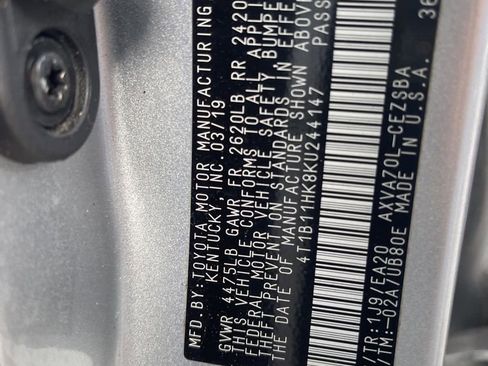 MFD. BY: TOYOTA MOTOR MANUFACTURING
KENTUCKY, INC. 03/19
GVWR 4475LB GAWR FR 2620LB RR 2420
THIS VEHICLE CONFORMS TO ALL APPLI
FEDERAL MOTOR VEHICLE SAFETY, BUMPE
THEFT PREVENTION STANDARDS IN EFFE
THE DATE OF MANUFACTURE SHOWN ABOV
4T1B11HK8KU244147 PASS
/TR:1J9/EA20 AXVA70L-CEZSBA
/TM:-02A/UB80E MADE IN U.S.A.
36